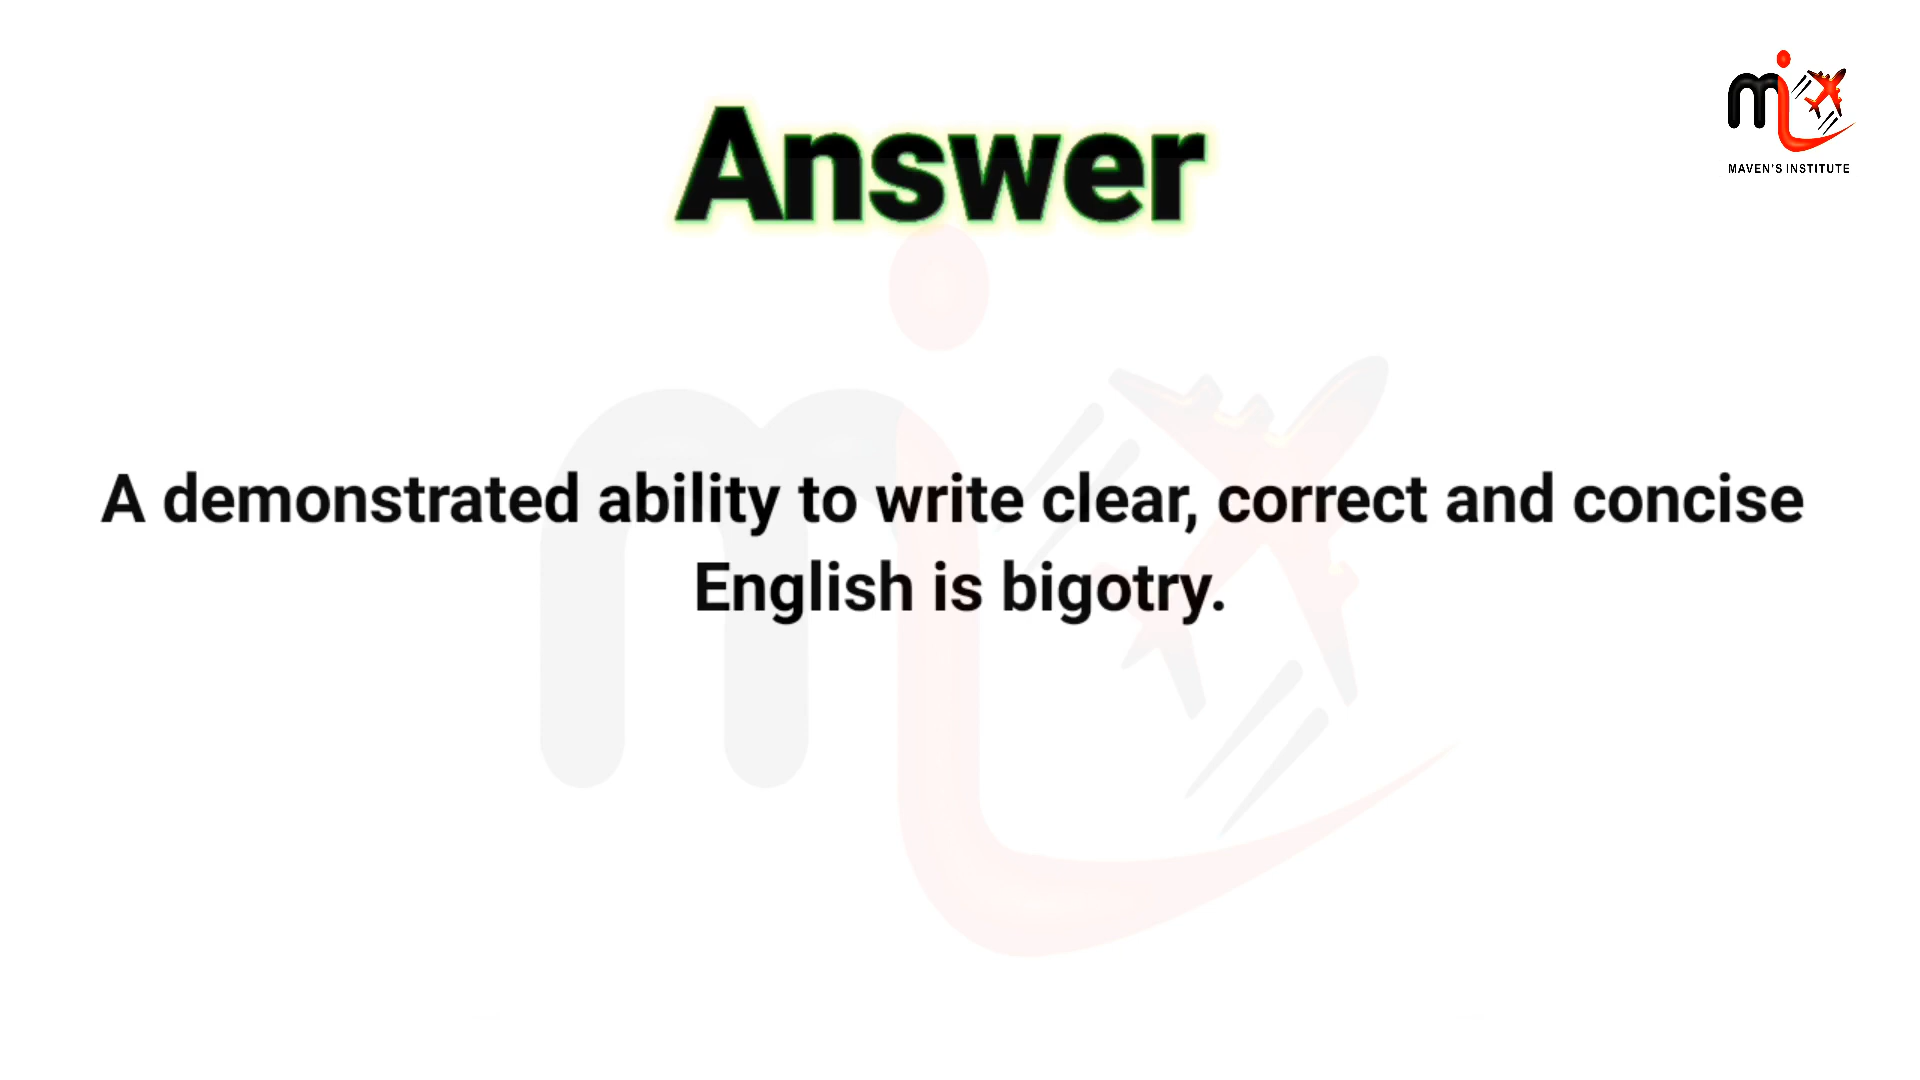 MAVEN'S INSTITUTE
Answer
A demonstrated ability to write clear, correct and concise
English is bigotry.